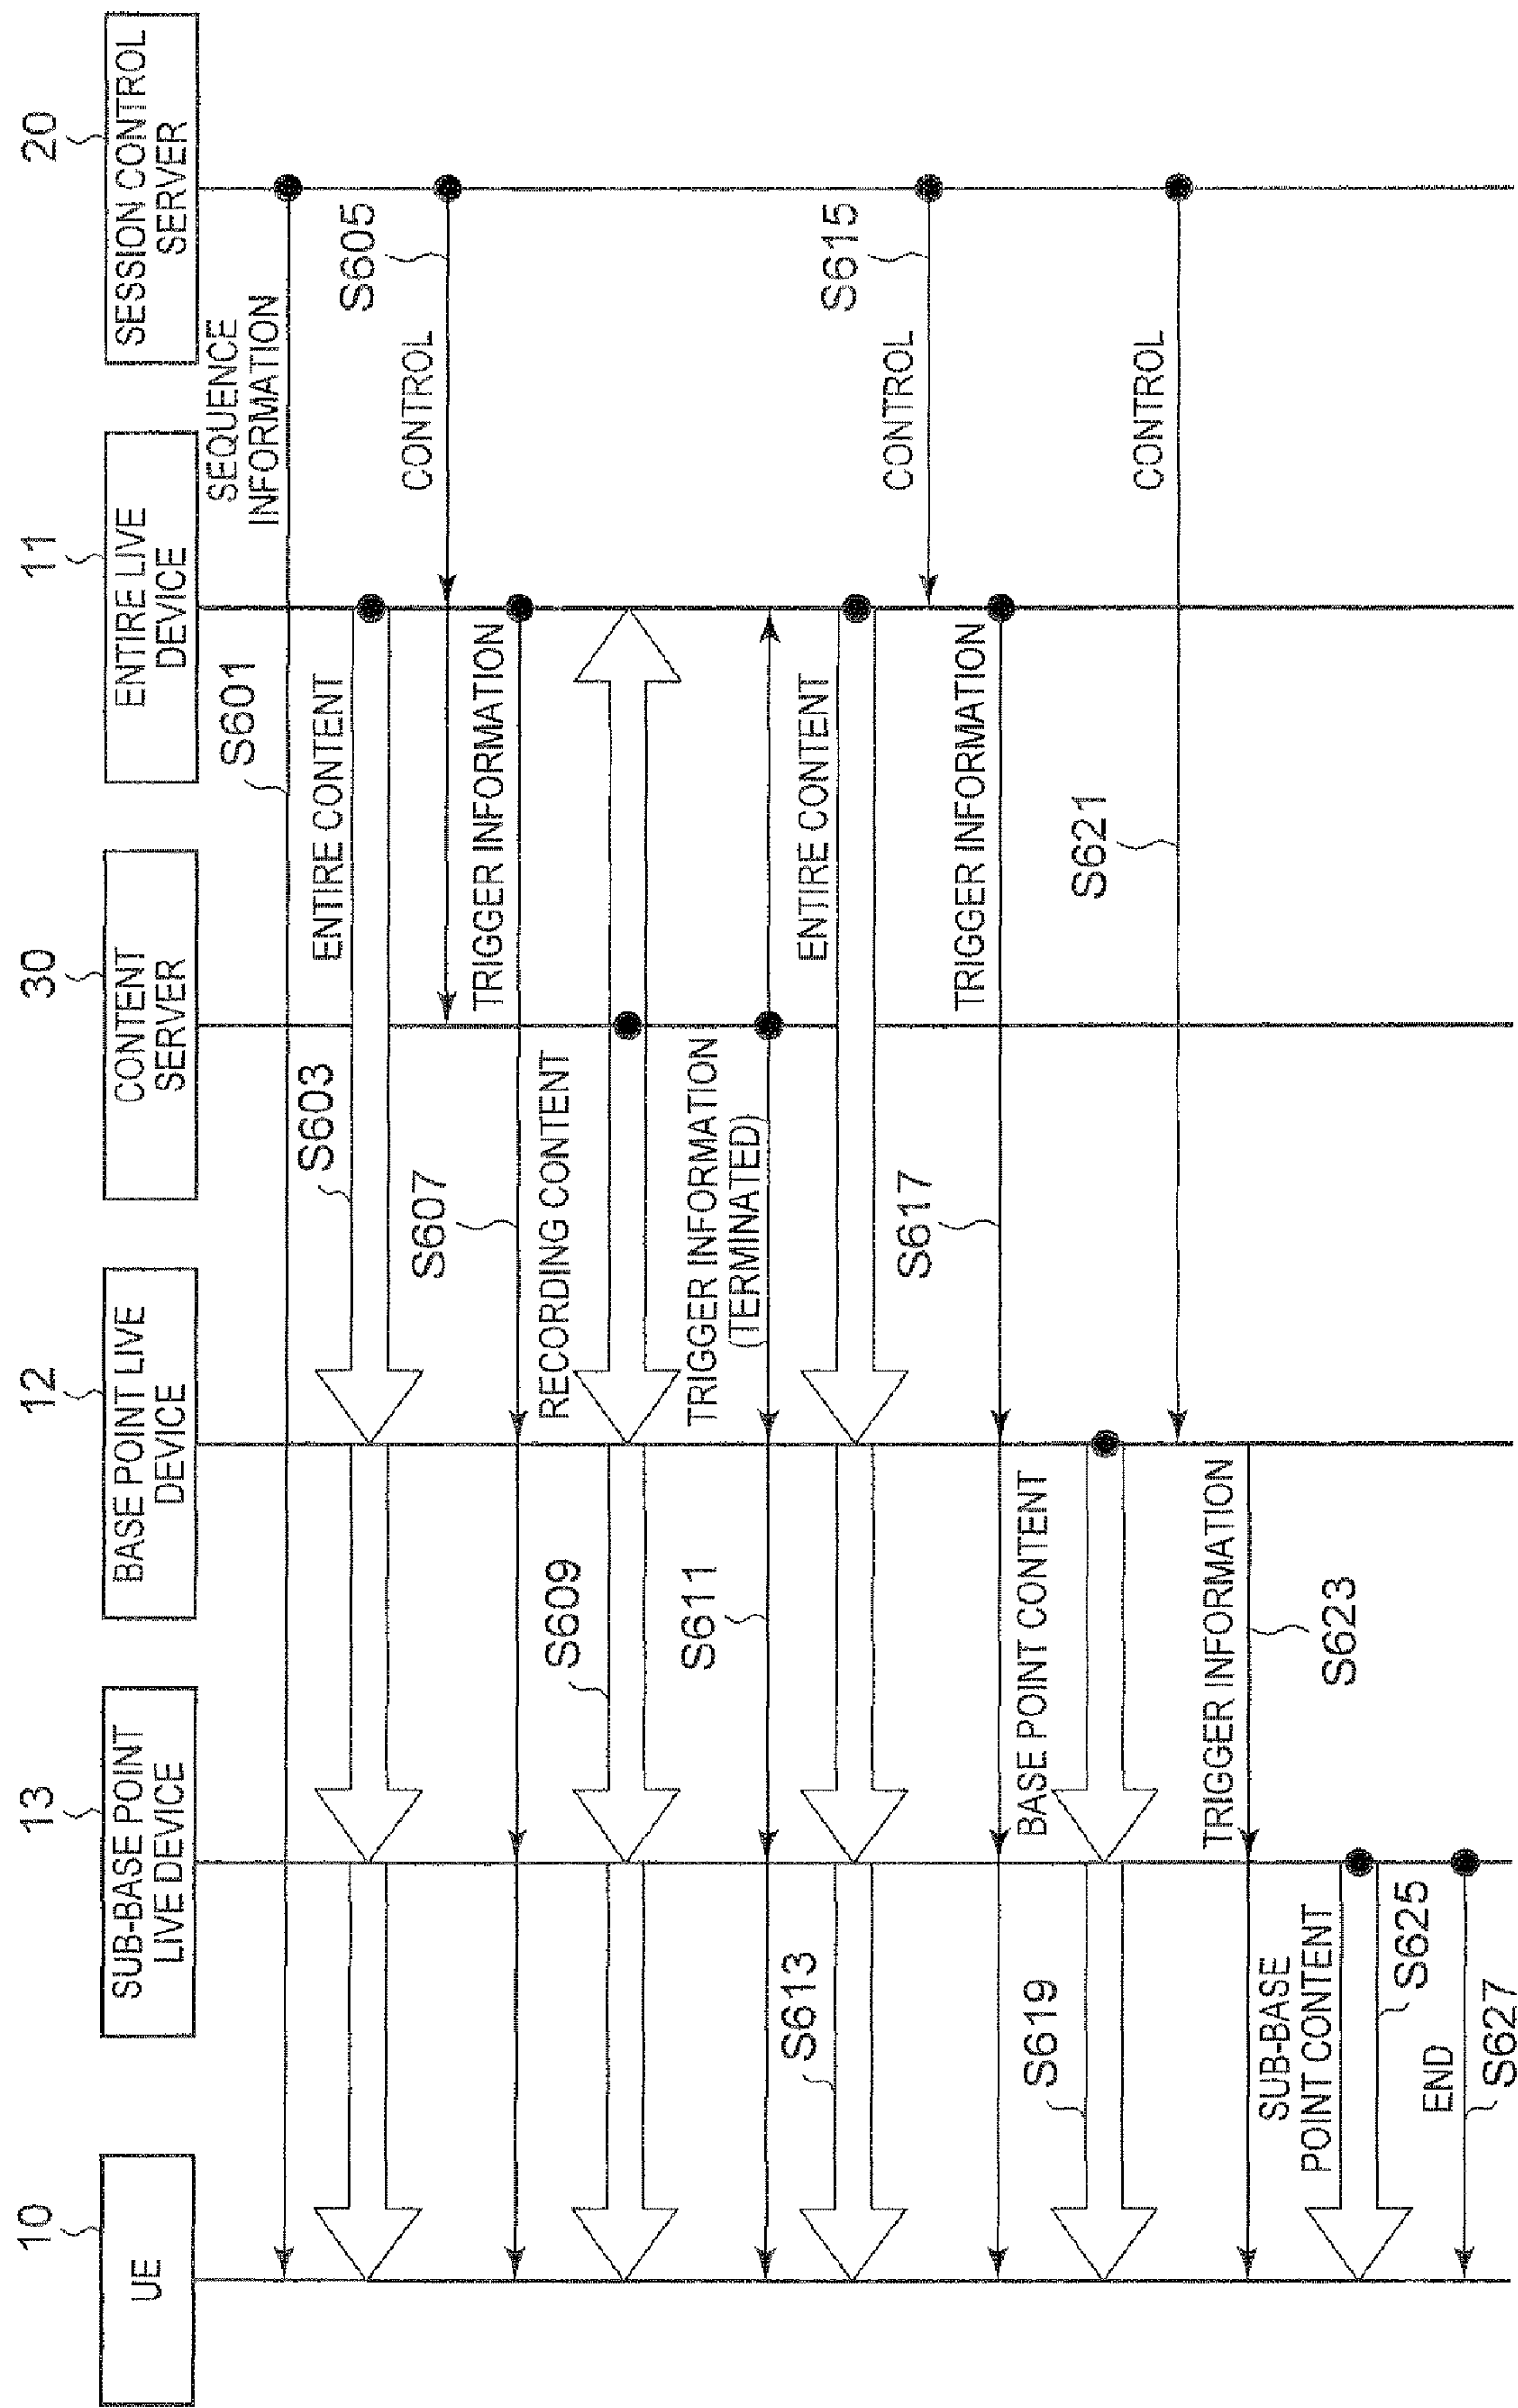 10
UE
13
SUB-BASE POINT
LIVE DEVICE
12
BASE POINT LIVE
DEVICE
30
CONTENT
SERVER
11
ENTIRE LIVE
DEVICE
20
SESSION CONTROL
SERVER
S601
SEQUENCE
INFORMATION
S603
ENTIRE CONTENT
S605
CONTROL
S607
TRIGGER INFORMATION
RECORDING CONTENT
S609
S611
TRIGGER INFORMATION
(TERMINATED)
S613
ENTIRE CONTENT
S615
CONTROL
S617
TRIGGER INFORMATION
S619
BASE POINT CONTENT
S621
CONTROL
TRIGGER INFORMATION
S623
SUB-BASE
POINT CONTENT
S625
END
S627